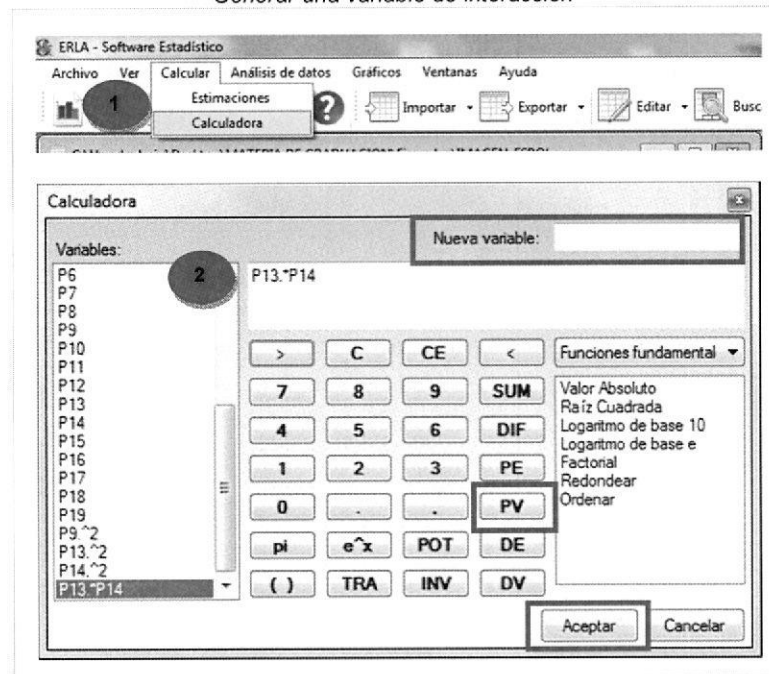 Generar una variable de interacción
ERLA - Software Estadístico
Archivo Ver Calcular Análisis de datos Gráficos Ventanas Ayuda
1
Estimaciones
Calculadora
? Importar Exportar Editar Busc
Calculadora
Nueva variable:
Variables:
2
P13.*P14
P6
P7
P8
P9
P10
P11
P12
P13
P14
P15
P16
P17
P18
P19
P9.^2
P13.^2
P14.^2
P13.*P14
> C CE <
7 8 9 SUM
4 5 6 DIF
1 2 3 PE
0 . . PV
pi e^x POT DE
( ) TRA INV DV
Funciones fundamental
Valor Absoluto
Raíz Cuadrada
Logaritmo de base 10
Logaritmo de base e
Factorial
Redondear
Ordenar
Aceptar Cancelar